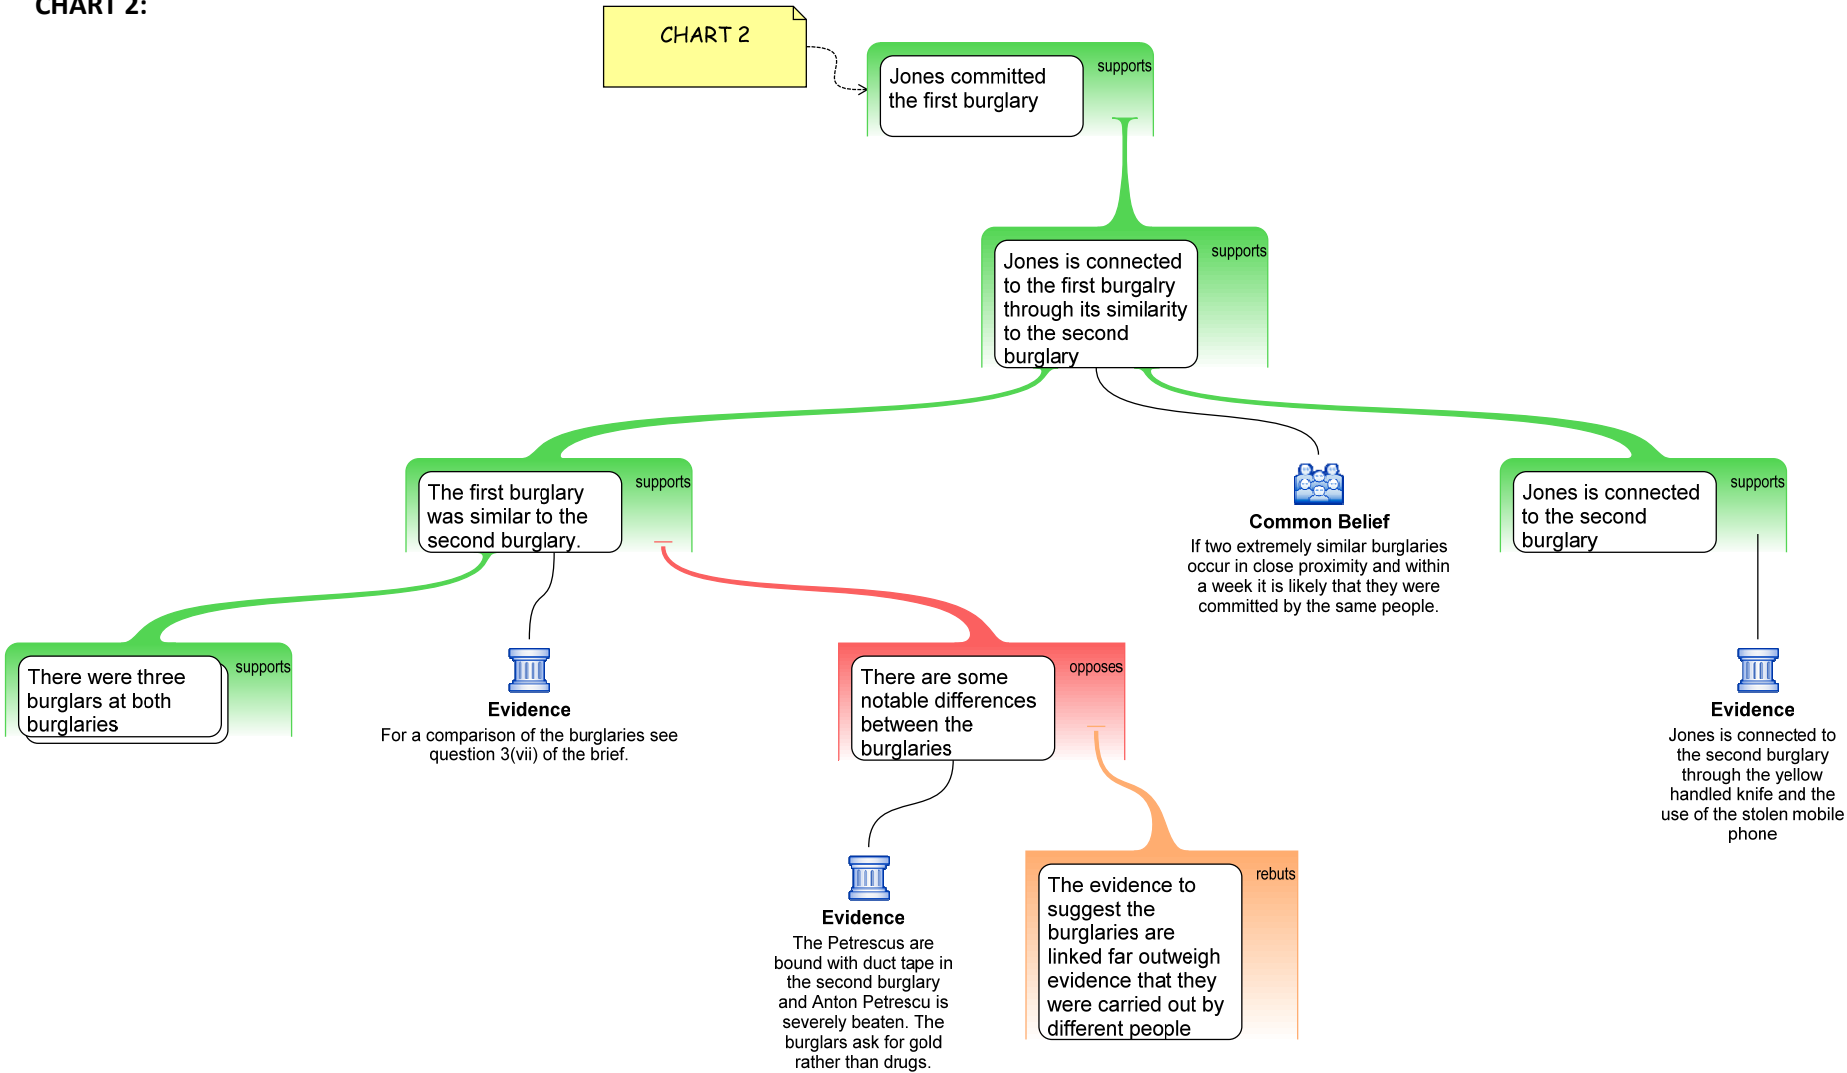 CHART 2:
CHART 2
Jones committed
the first burglary
supports
Jones is connected
to the first burgalry
through its similarity
to the second
burglary
supports
The first burglary
was similar to the
second burglary.
supports
Common Belief
If two extremely similar burglaries
occur in close proximity and within
a week it is likely that they were
committed by the same people.
Jones is connected
to the second
burglary
supports
There were three
burglars at both
burglaries
supports
Evidence
For a comparison of the burglaries see
question 3(vii) of the brief.
There are some
notable differences
between the
burglaries
opposes
Evidence
Jones is connected to
the second burglary
through the yellow
handled knife and the
use of the stolen mobile
phone
Evidence
The Petrescus are
bound with duct tape in
the second burglary
and Anton Petrescu is
severely beaten. The
burglars ask for gold
rather than drugs.
The evidence to
suggest the
burglaries are
linked far outweigh
evidence that they
were carried out by
different people
rebuts